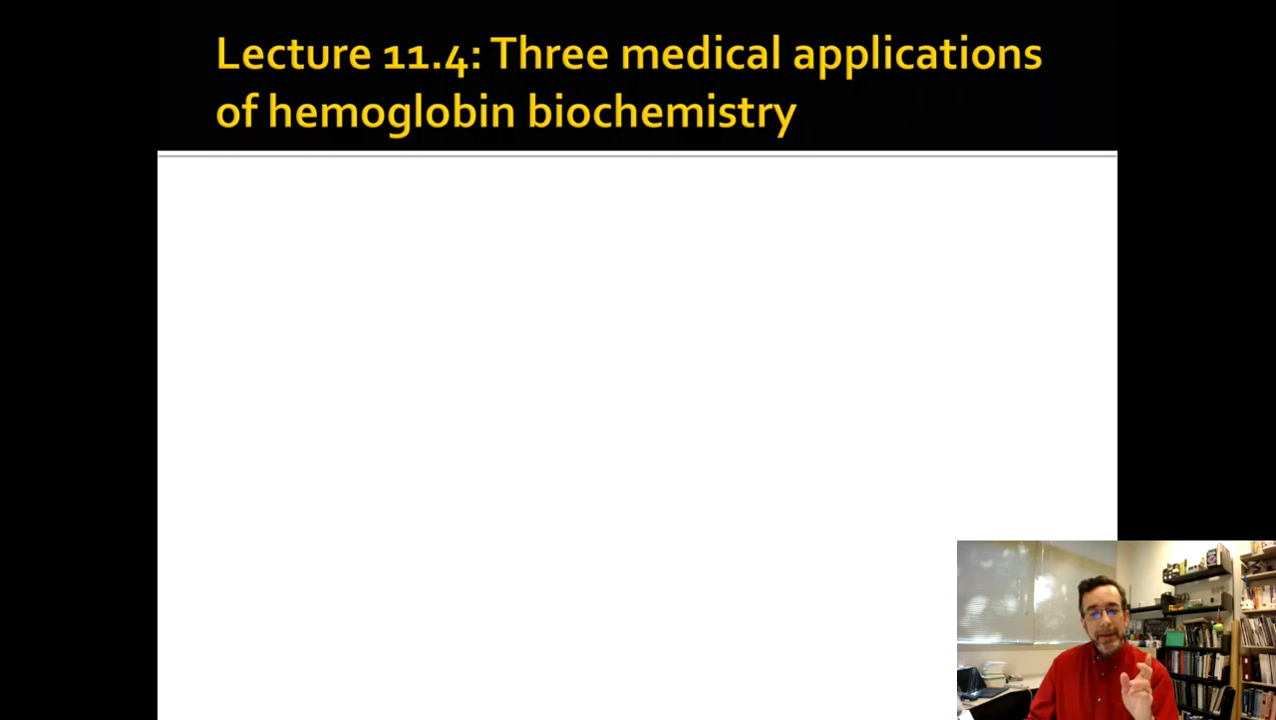 Lecture 11.4: Three medical applications
of hemoglobin biochemistry